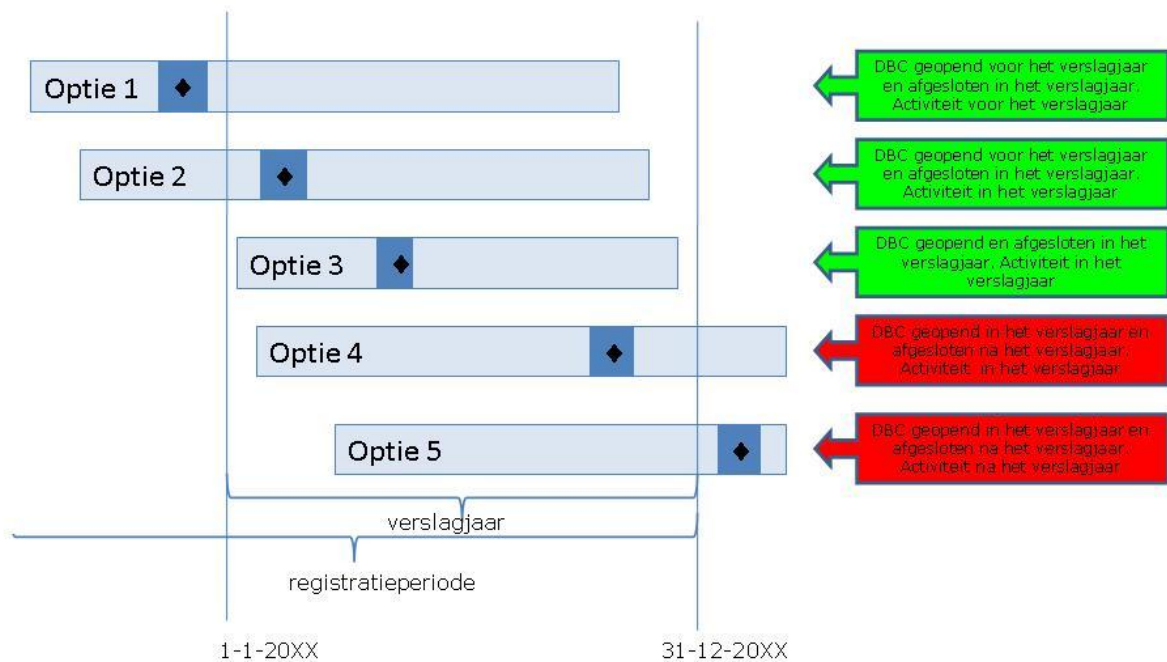 Optie 1
DBC geopend voor het verslagjaar
en afgesloten in het verslagjaar.
Activiteit voor het verslagjaar
Optie 2
DBC geopend voor het verslagjaar
en afgesloten in het verslagjaar.
Activiteit in het verslagjaar
Optie 3
DBC geopend en afgesloten in het
verslagjaar. Activiteit in het
verslagjaar
Optie 4
DBC geopend in het verslagjaar en
afgesloten na het verslagjaar.
Activiteit in het verslagjaar
Optie 5
DBC geopend in het verslagjaar en
afgesloten na het verslagjaar.
Activiteit na het verslagjaar
verslagjaar
registratieperiode
1-1-20XX
31-12-20XX